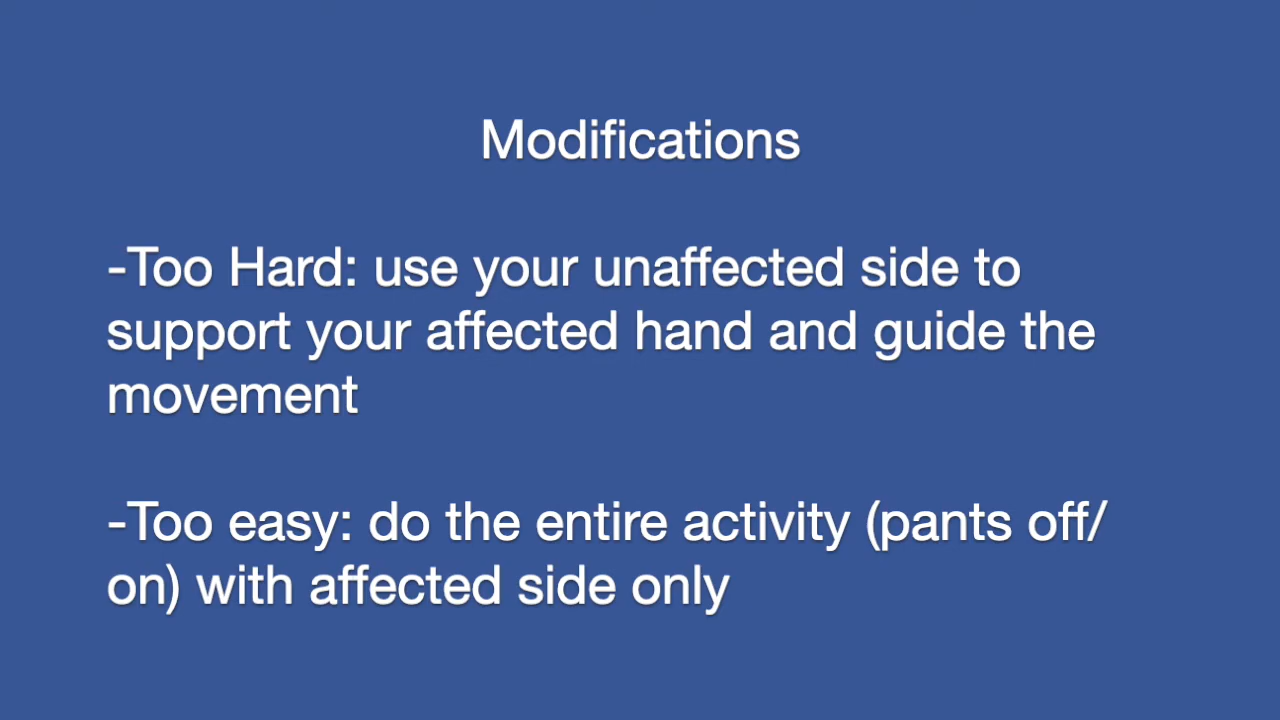 Modifications
-Too Hard: use your unaffected side to
support your affected hand and guide the
movement
-Too easy: do the entire activity (pants off/
on) with affected side only